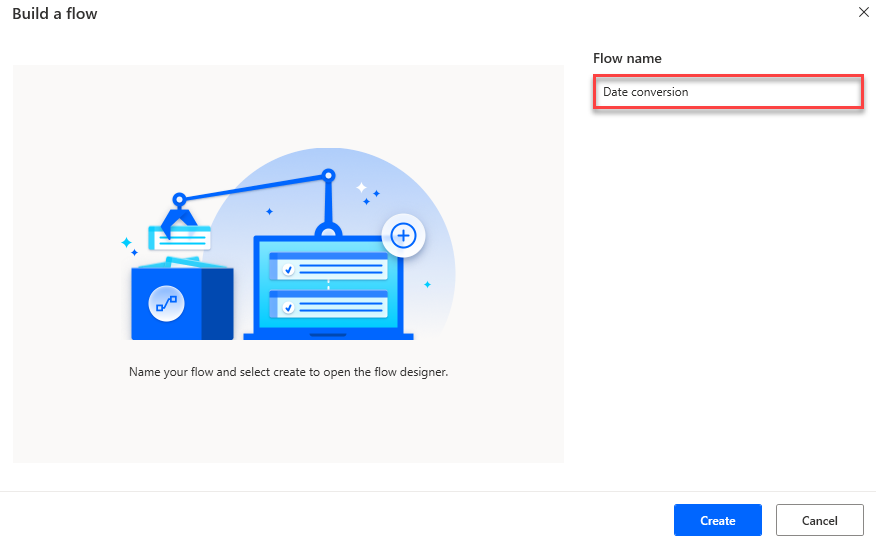 Build a flow
Flow name
Date conversion
Name your flow and select create to open the flow designer.
Create
Cancel